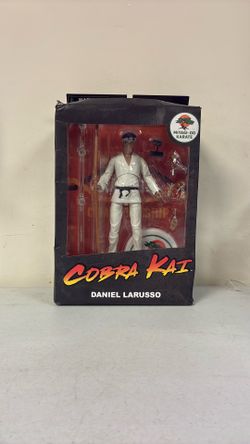 MIYAGI-DO
KARATE
COBRA KAI
DANIEL LARUSSO